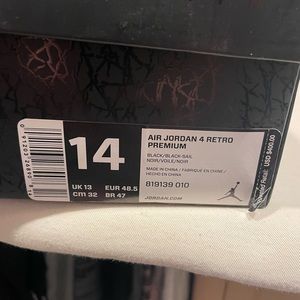 14
AIR JORDAN 4 RETRO
PREMIUM
BLACK/BLACK-SAIL
NOIR/VOILE/NOIR
MADE IN CHINA / FABRIQUÉ EN CHINE /
HECHO EN CHINA
UK 13 EUR 48.5
CM 32 BR 47
819139 010
JORDAN.COM
USD $400.00